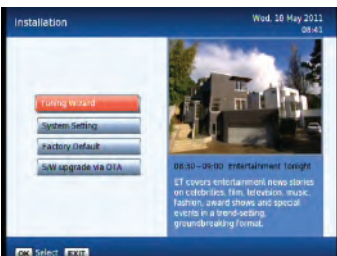 Installation
Wed. 18 May 2011
08:41
Tuning Wizard
System Setting
Factory Default
S/W upgrade via OTA
08:30~09:00 Entertainment Tonight
ET covers entertainment news stories
on celebrities, film, television, music,
fashion, award shows and special
events in a trend-setting,
groundbreaking format.
OK Select EXIT